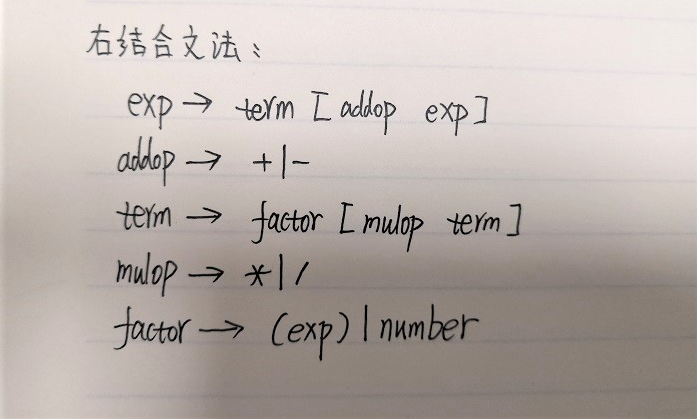 右结合文法：
exp → term [addop exp]
addop → +|-
term → factor [mulop term]
mulop → *|/
factor → (exp)|number